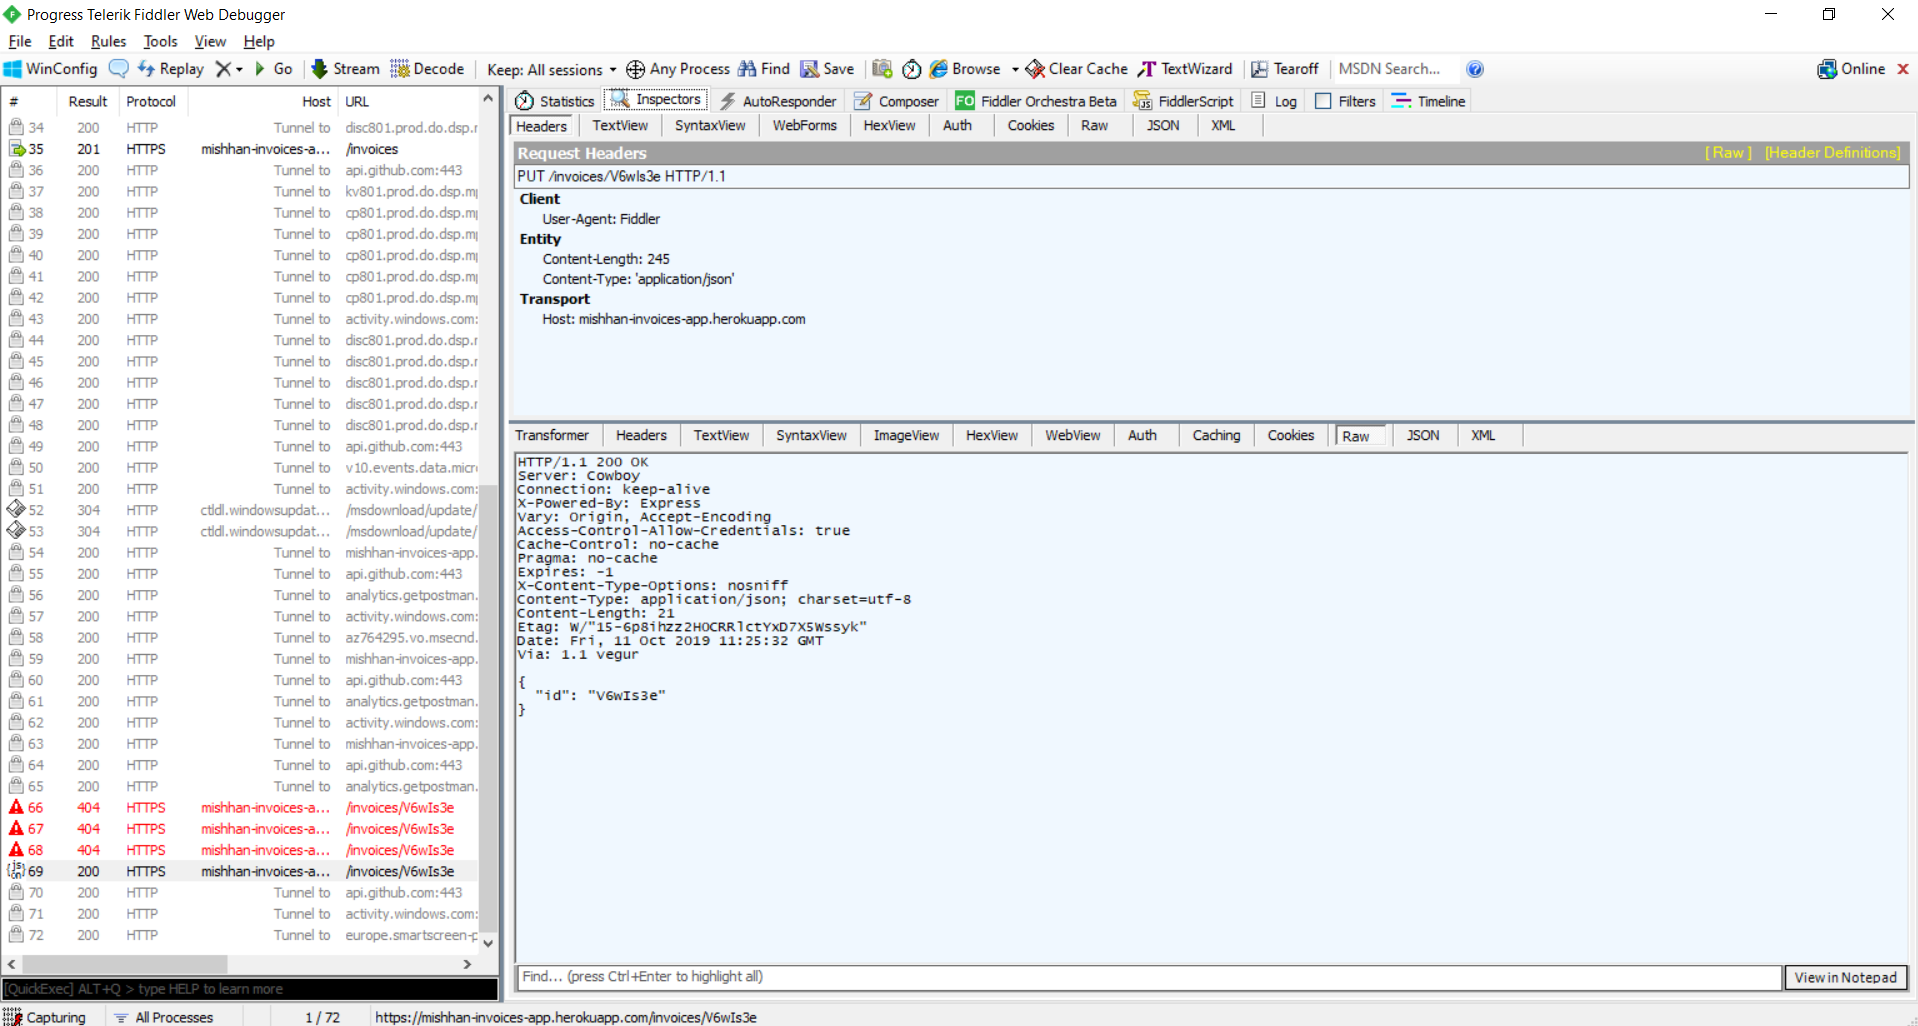 Progress Telerik Fiddler Web Debugger
File Edit Rules Tools View Help
WinConfig Replay Go Stream Decode Keep: All sessions Any Process Find Save Browse Clear Cache TextWizard Tearoff MSDN Search... Online
Statistics Inspectors AutoResponder Composer Fiddler Orchestra Beta FiddlerScript Log Filters Timeline
# Result Protocol Host URL
34 200 HTTP Tunnel to disc801.prod.do.dsp.r
35 201 HTTPS mishhan-invoices-a... /invoices
36 200 HTTP Tunnel to api.github.com:443
37 200 HTTP Tunnel to kv801.prod.do.dsp.mp
38 200 HTTP Tunnel to cp801.prod.do.dsp.mp
39 200 HTTP Tunnel to cp801.prod.do.dsp.mp
40 200 HTTP Tunnel to cp801.prod.do.dsp.mp
41 200 HTTP Tunnel to cp801.prod.do.dsp.mp
42 200 HTTP Tunnel to cp801.prod.do.dsp.mp
43 200 HTTP Tunnel to activity.windows.com:
44 200 HTTP Tunnel to disc801.prod.do.dsp.r
45 200 HTTP Tunnel to disc801.prod.do.dsp.r
46 200 HTTP Tunnel to disc801.prod.do.dsp.r
47 200 HTTP Tunnel to disc801.prod.do.dsp.r
48 200 HTTP Tunnel to disc801.prod.do.dsp.r
49 200 HTTP Tunnel to api.github.com:443
50 200 HTTP Tunnel to v10.events.data.micr
51 200 HTTP Tunnel to activity.windows.com:
52 304 HTTP ctldl.windowsupdat... /msdownload/update/
53 304 HTTP ctldl.windowsupdat... /msdownload/update/
54 200 HTTP Tunnel to mishhan-invoices-app.
55 200 HTTP Tunnel to api.github.com:443
56 200 HTTP Tunnel to analytics.getpostman.
57 200 HTTP Tunnel to activity.windows.com:
58 200 HTTP Tunnel to az764295.vo.msecnd.
59 200 HTTP Tunnel to mishhan-invoices-app.
60 200 HTTP Tunnel to api.github.com:443
61 200 HTTP Tunnel to analytics.getpostman.
62 200 HTTP Tunnel to activity.windows.com:
63 200 HTTP Tunnel to mishhan-invoices-app.
64 200 HTTP Tunnel to api.github.com:443
65 200 HTTP Tunnel to analytics.getpostman.
66 404 HTTPS mishhan-invoices-a... /invoices/V6wIs3e
67 404 HTTPS mishhan-invoices-a... /invoices/V6wIs3e
68 404 HTTPS mishhan-invoices-a... /invoices/V6wIs3e
69 200 HTTPS mishhan-invoices-a... /invoices/V6wIs3e
70 200 HTTP Tunnel to api.github.com:443
71 200 HTTP Tunnel to activity.windows.com:
72 200 HTTP Tunnel to europe.smartscreen-p
[QuickExec] ALT+Q > type HELP to learn more
Headers TextView SyntaxView WebForms HexView Auth Cookies Raw JSON XML
Request Headers [ Raw ] [Header Definitions]
PUT /invoices/V6wIs3e HTTP/1.1
Client
User-Agent: Fiddler
Entity
Content-Length: 245
Content-Type: 'application/json'
Transport
Host: mishhan-invoices-app.herokuapp.com
Transformer Headers TextView SyntaxView ImageView HexView WebView Auth Caching Cookies Raw JSON XML
HTTP/1.1 200 OK
Server: Cowboy
Connection: keep-alive
X-Powered-By: Express
Vary: Origin, Accept-Encoding
Access-Control-Allow-Credentials: true
Cache-Control: no-cache
Pragma: no-cache
Expires: -1
X-Content-Type-Options: nosniff
Content-Type: application/json; charset=utf-8
Content-Length: 21
Etag: W/"15-6p8ihzz2HOCRRlctYxD7X5Wssyk"
Date: Fri, 11 Oct 2019 11:25:32 GMT
Via: 1.1 vegur
{
"id": "V6wIs3e"
}
Find... (press Ctrl+Enter to highlight all) View in Notepad
Capturing All Processes 1 / 72 https://mishhan-invoices-app.herokuapp.com/invoices/V6wIs3e